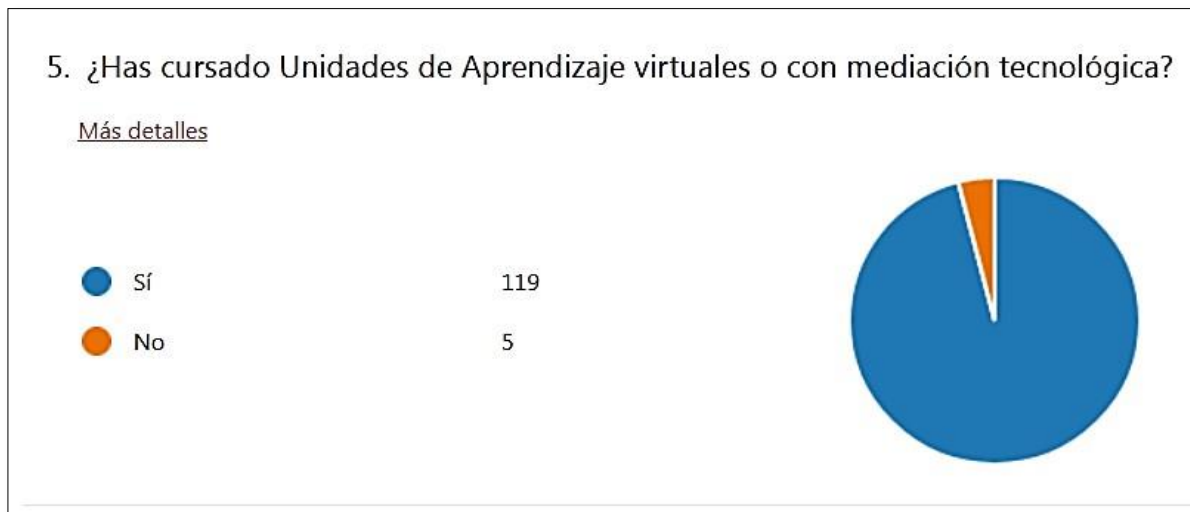 5. ¿Has cursado Unidades de Aprendizaje virtuales o con mediación tecnológica?
Más detalles
Sí 119
No 5